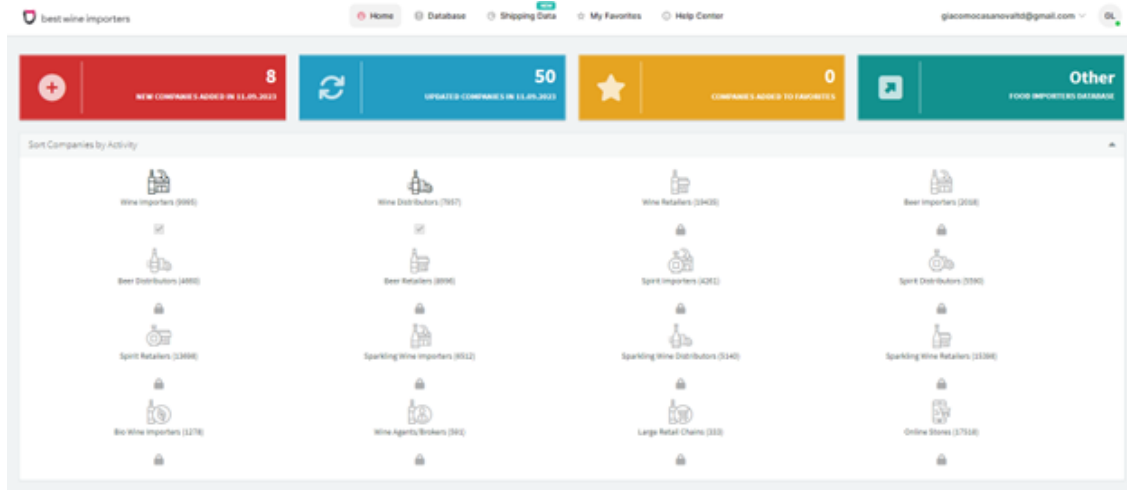 best wine importers
Home Database Shipping Data NEW My Favorites Help Center
giacomocasanovaltd@gmail.com GL
8
NEW COMPANIES ADDED IN 11.09.2023
50
UPDATED COMPANIES IN 11.09.2023
0
COMPANIES ADDED TO FAVORITES
Other
FOOD IMPORTERS DATABASE
Sort Companies by Activity
Wine Importers (9995) Wine Distributors (7957) Wine Retailers (19435) Beer Importers (2018)
Beer Distributors (4660) Beer Retailers Spirit Importers (4261) Spirit Distributors (5590)
Spirit Retailers (13698) Sparkling Wine Importers (6512) Sparkling Wine Distributors (5140) Sparkling Wine Retailers (15398)
Bio Wine Importers (1278) Wine Agents/Brokers (591) Large Retail Chains (333) Online Stores (17518)